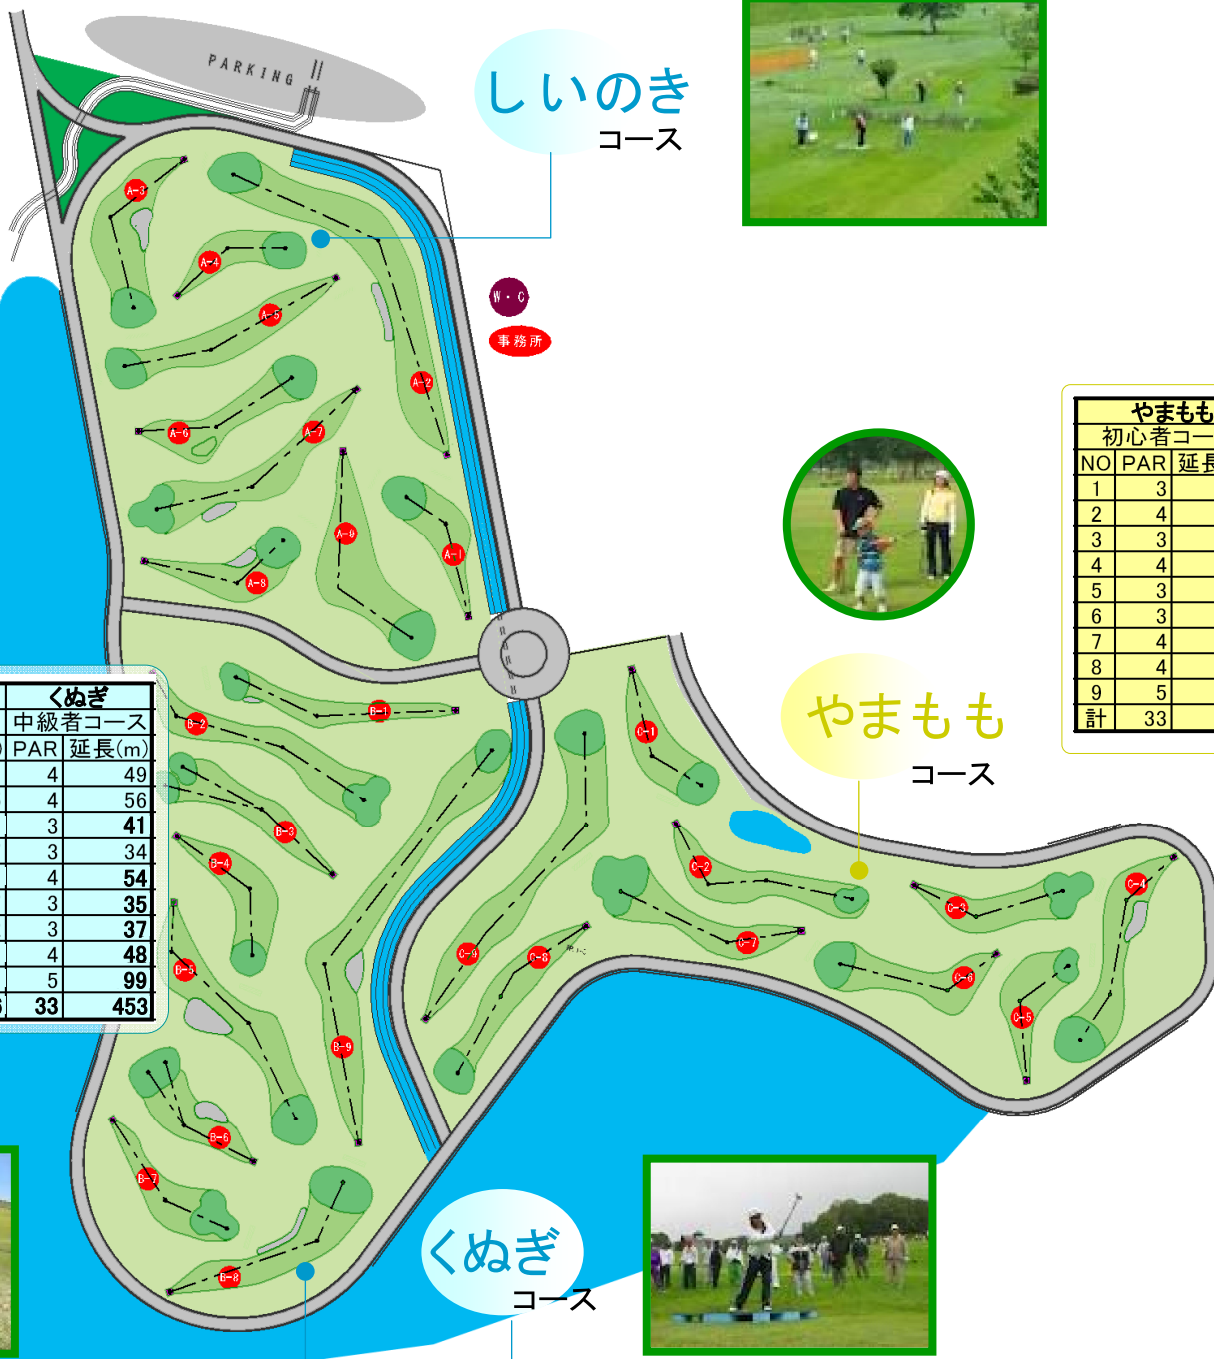 PARKING
しいのき
コース
W・C
事務所
A-3
A-4
A-5
A-2
A-6
A-7
A-9
A-1
A-8
やまもも
初心者コー
NO PAR 延長
1 3
2 4
3 3
4 4
5 3
6 3
7 4
8 4
9 5
計 33
くぬぎ
中級者コース
PAR 延長(m)
4 49
4 56
3 41
3 34
4 54
3 35
3 37
4 48
5 99
33 453
B-1
B-2
B-3
B-4
B-5
B-9
B-6
B-7
B-8
やまもも
コース
C-1
C-2
C-3
C-4
C-7
C-9
C-8
C-6
C-5
くぬぎ
コース